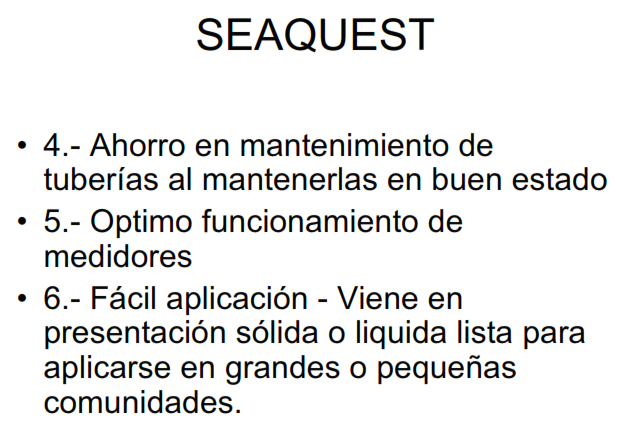 SEAQUEST
• 4.- Ahorro en mantenimiento de
tuberías al mantenerlas en buen estado
• 5.- Optimo funcionamiento de
medidores
• 6.- Fácil aplicación - Viene en
presentación sólida o liquida lista para
aplicarse en grandes o pequeñas
comunidades.